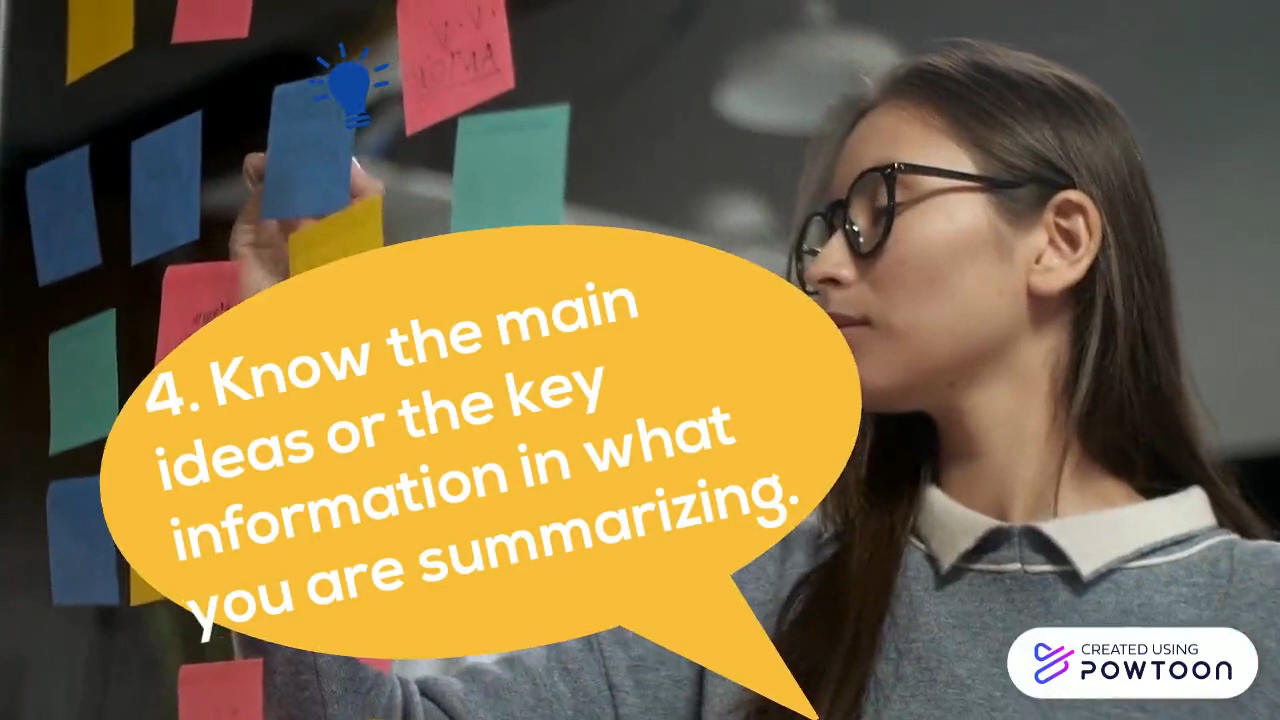 4. Know the main
ideas or the key
information in what
you are summarizing.
CREATED USING
POWTOON